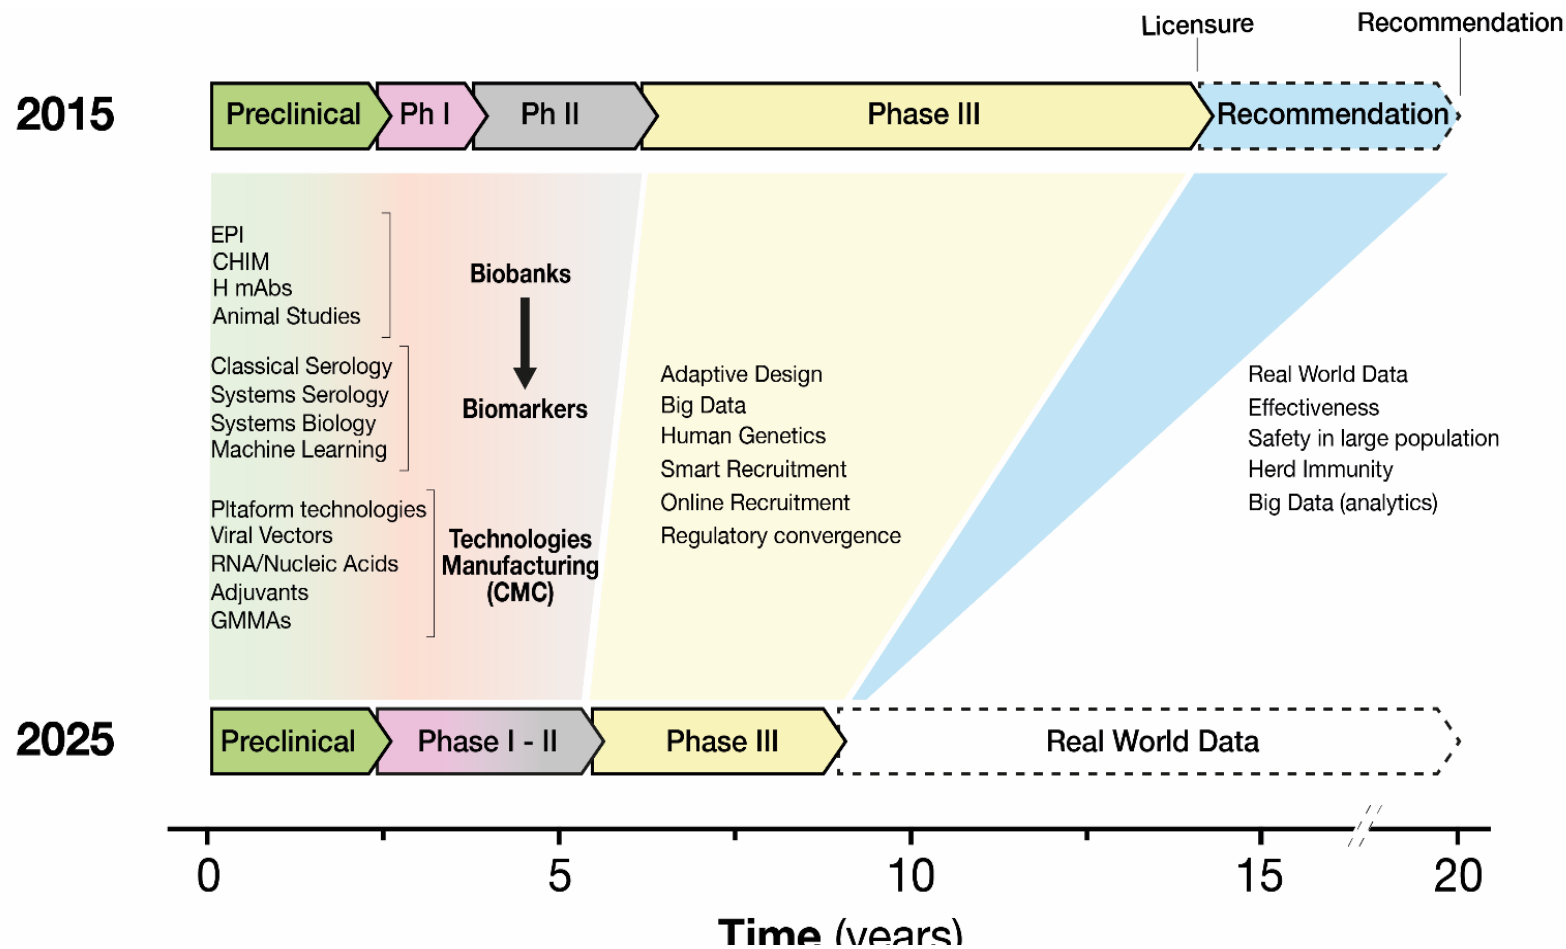 Licensure
Recommendation
2015
Preclinical
Ph I
Ph II
Phase III
Recommendation
EPI
CHIM
H mAbs
Animal Studies
Biobanks
Biomarkers
Classical Serology
Systems Serology
Systems Biology
Machine Learning
Pltaform technologies
Viral Vectors
RNA/Nucleic Acids
Adjuvants
GMMAs
Technologies
Manufacturing
(CMC)
Adaptive Design
Big Data
Human Genetics
Smart Recruitment
Online Recruitment
Regulatory convergence
Real World Data
Effectiveness
Safety in large population
Herd Immunity
Big Data (analytics)
2025
Preclinical
Phase I - II
Phase III
Real World Data
0
5
10
15
20
Time (years)